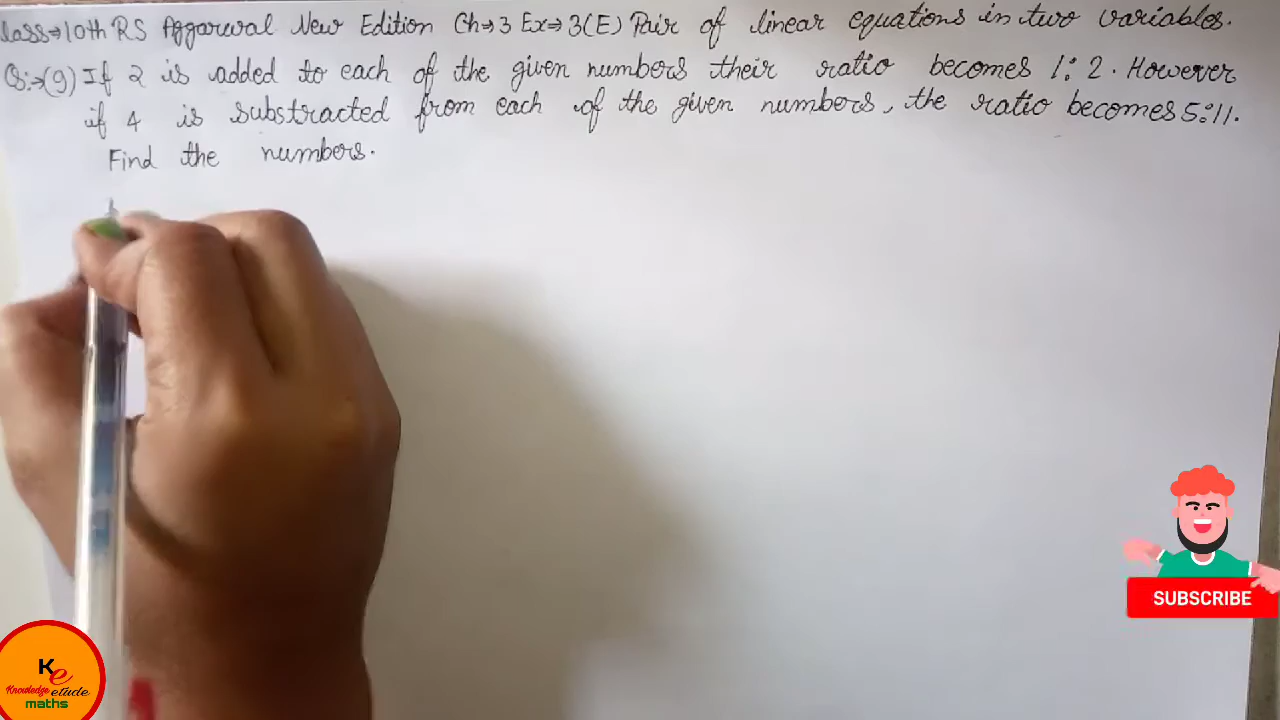 lass→10th RS Aggarwal New Edition Ch→3 Ex→3(E) Pair of linear equations in two variables.
Q:→(9) If 2 is added to each of the given numbers their ratio becomes 1:2. However
if 4 is substracted from each of the given numbers, the ratio becomes 5:11.
Find the numbers.
SUBSCRIBE
Ke
Knowledge etude
maths